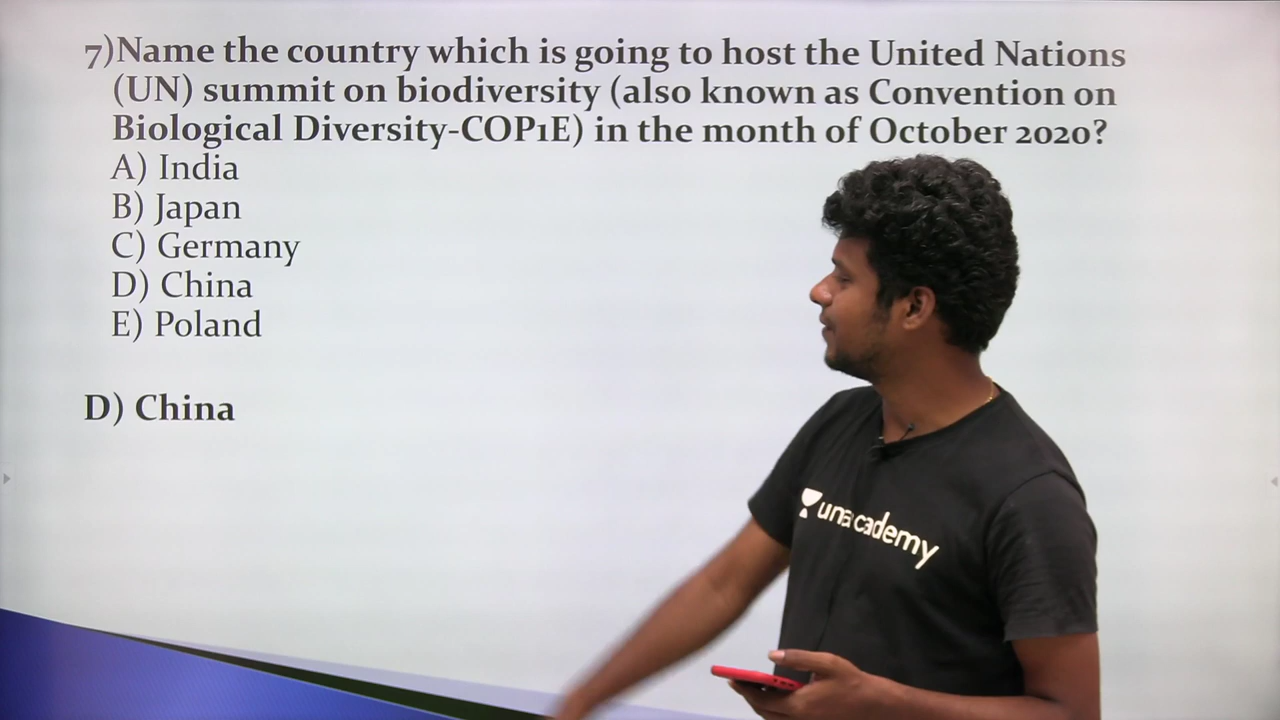 7)Name the country which is going to host the United Nations
(UN) summit on biodiversity (also known as Convention on
Biological Diversity-COP1E) in the month of October 2020?
A) India
B) Japan
C) Germany
D) China
E) Poland
D) China
unacademy